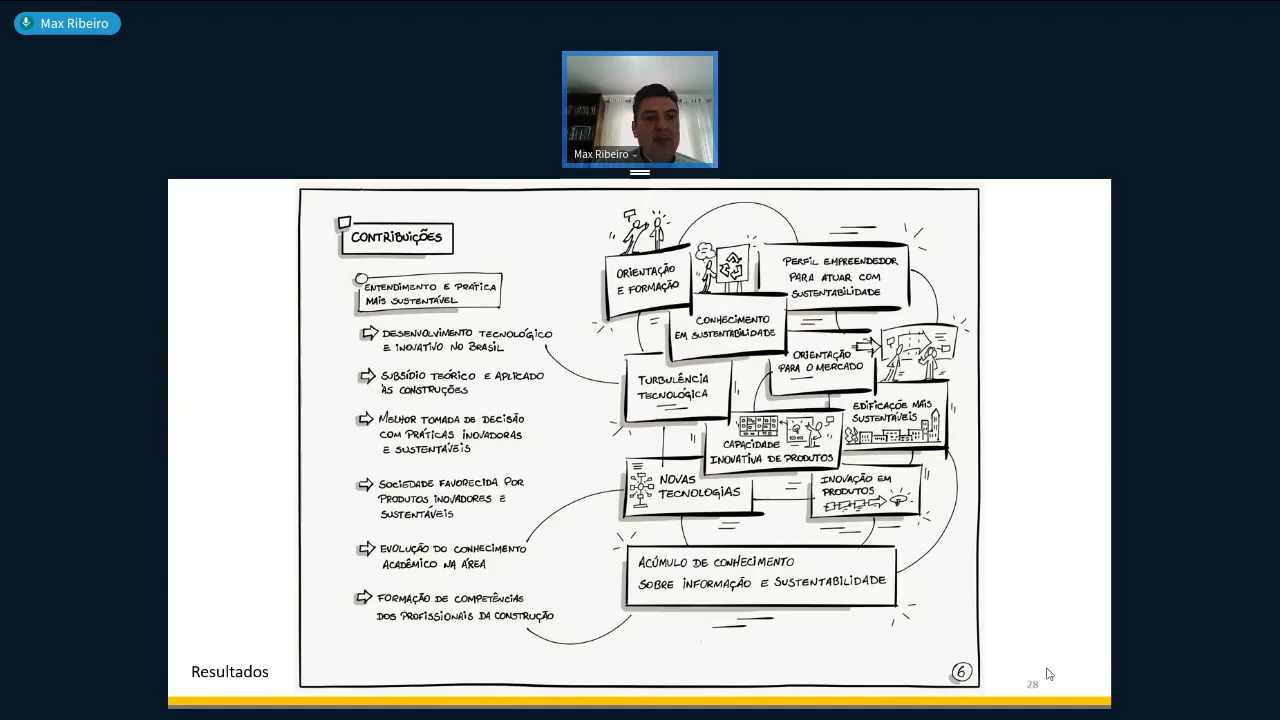 Max Ribeiro
Max Ribeiro
CONTRIBUIÇÕES
ENTENDIMENTO E PRÁTICA
MAIS SUSTENTÁVEL
DESENVOLVIMENTO TECNOLÓGICO
E INOVATIVO NO BRASIL
SUBSÍDIO TEÓRICO E APLICADO
ÀS CONSTRUÇÕES
MELHOR TOMADA DE DECISÃO
COM PRÁTICAS INOVADORAS
E SUSTENTÁVEIS
SOCIEDADE FAVORECIDA POR
PRODUTOS INOVADORES E
SUSTENTÁVEIS
EVOLUÇÃO DO CONHECIMENTO
ACADÊMICO NA ÁREA
FORMAÇÃO DE COMPETÊNCIAS
DOS PROFISSIONAIS DA CONSTRUÇÃO
ORIENTAÇÃO
E FORMAÇÃO
PERFIL EMPREENDEDOR
PARA ATUAR COM
SUSTENTABILIDADE
CONHECIMENTO
EM SUSTENTABILIDADE
ORIENTAÇÃO
PARA O MERCADO
TURBULÊNCIA
TECNOLÓGICA
EDIFICAÇÕE MAIS
SUSTENTÁVEIS
CAPACIDADE
INOVATIVA DE PRODUTOS
NOVAS
TECNOLOGIAS
INOVAÇÃO EM
PRODUTOS
ACÚMULO DE CONHECIMENTO
SOBRE INFORMAÇÃO E SUSTENTABILIDADE
Resultados
6
28